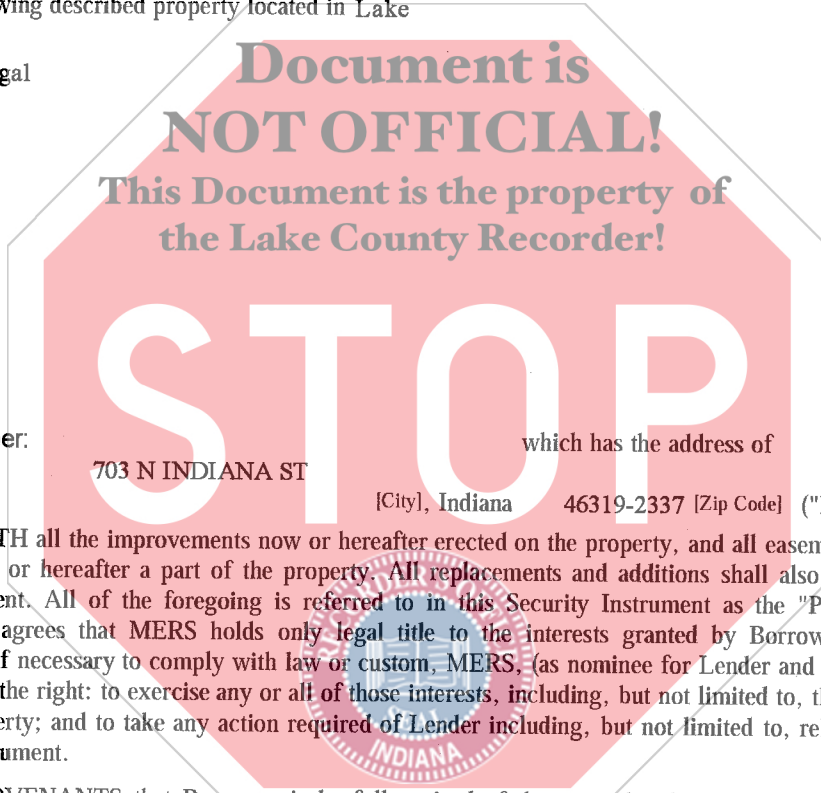 wing described property located in Lake
gal
Document is
NOT OFFICIAL!
This Document is the property of
the Lake County Recorder!
STOP
er: which has the address of
703 N INDIANA ST
[City], Indiana 46319-2337 [Zip Code] ("
TH all the improvements now or hereafter erected on the property, and all easem
or hereafter a part of the property. All replacements and additions shall also
ent. All of the foregoing is referred to in this Security Instrument as the "P
agrees that MERS holds only legal title to the interests granted by Borrow
f necessary to comply with law or custom, MERS, (as nominee for Lender and
the right: to exercise any or all of those interests, including, but not limited to, t
erty; and to take any action required of Lender including, but not limited to, re
ument.
INDIANA